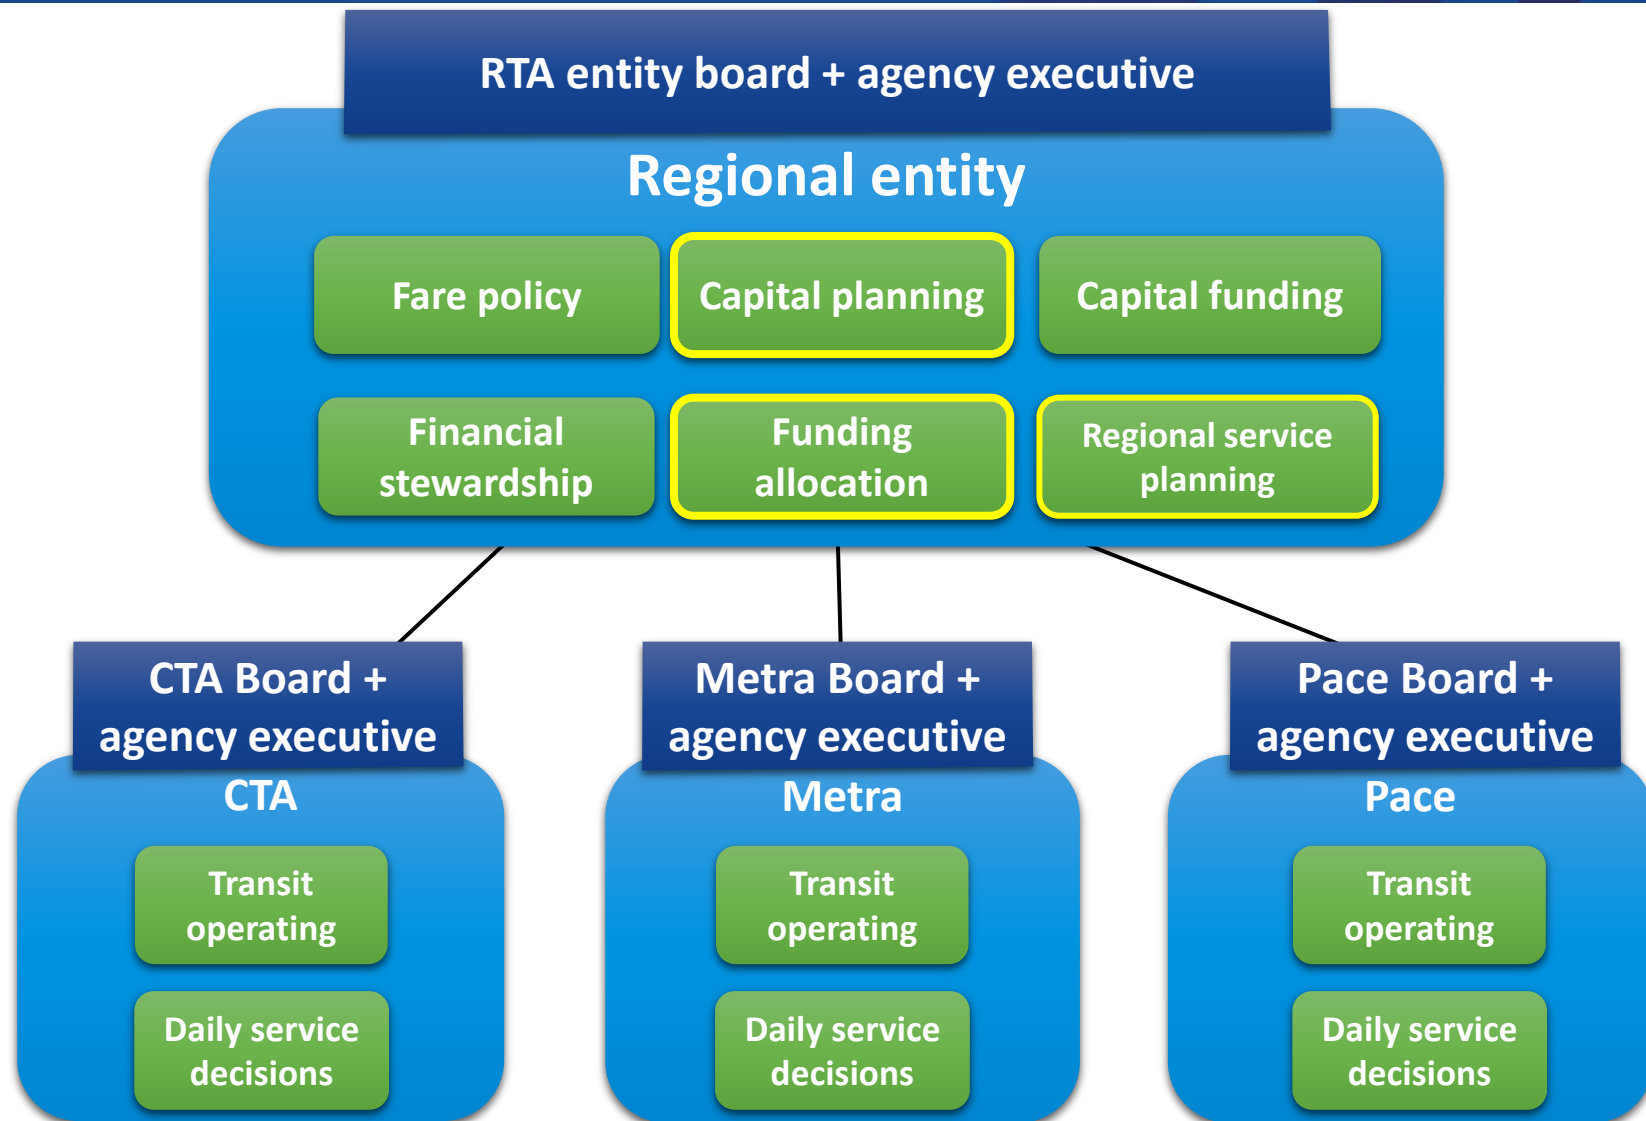 RTA entity board + agency executive
Regional entity
Fare policy
Capital planning
Capital funding
Financial
stewardship
Funding
allocation
Regional service
planning
CTA Board +
agency executive
CTA
Transit
operating
Daily service
decisions
Metra Board +
agency executive
Metra
Transit
operating
Daily service
decisions
Pace Board +
agency executive
Pace
Transit
operating
Daily service
decisions